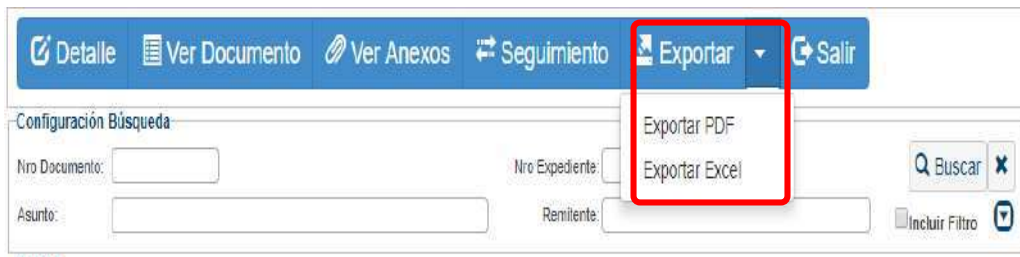 Detalle Ver Documento Ver Anexos Seguimiento Exportar Salir
Exportar PDF
Exportar Excel
Configuración Búsqueda
Nro Documento: Nro Expediente: Buscar
Asunto: Remitente: Incluir Filtro